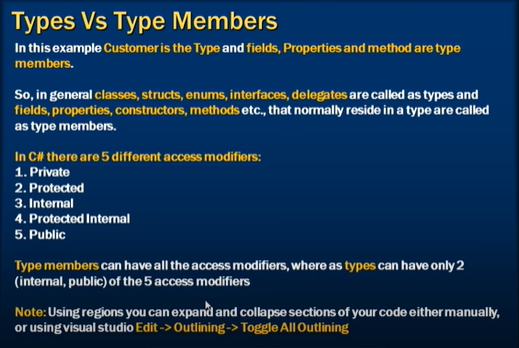 Types Vs Type Members
In this example Customer is the Type and fields, Properties and method are type
members.
So, in general classes, structs, enums, interfaces, delegates are called as types and
fields, properties, constructors, methods etc., that normally reside in a type are called
as type members.
In C# there are 5 different access modifiers:
1. Private
2. Protected
3. Internal
4. Protected Internal
5. Public
Type members can have all the access modifiers, where as types can have only 2
(internal, public) of the 5 access modifiers
Note: Using regions you can expand and collapse sections of your code either manually,
or using visual studio Edit -> Outlining -> Toggle All Outlining